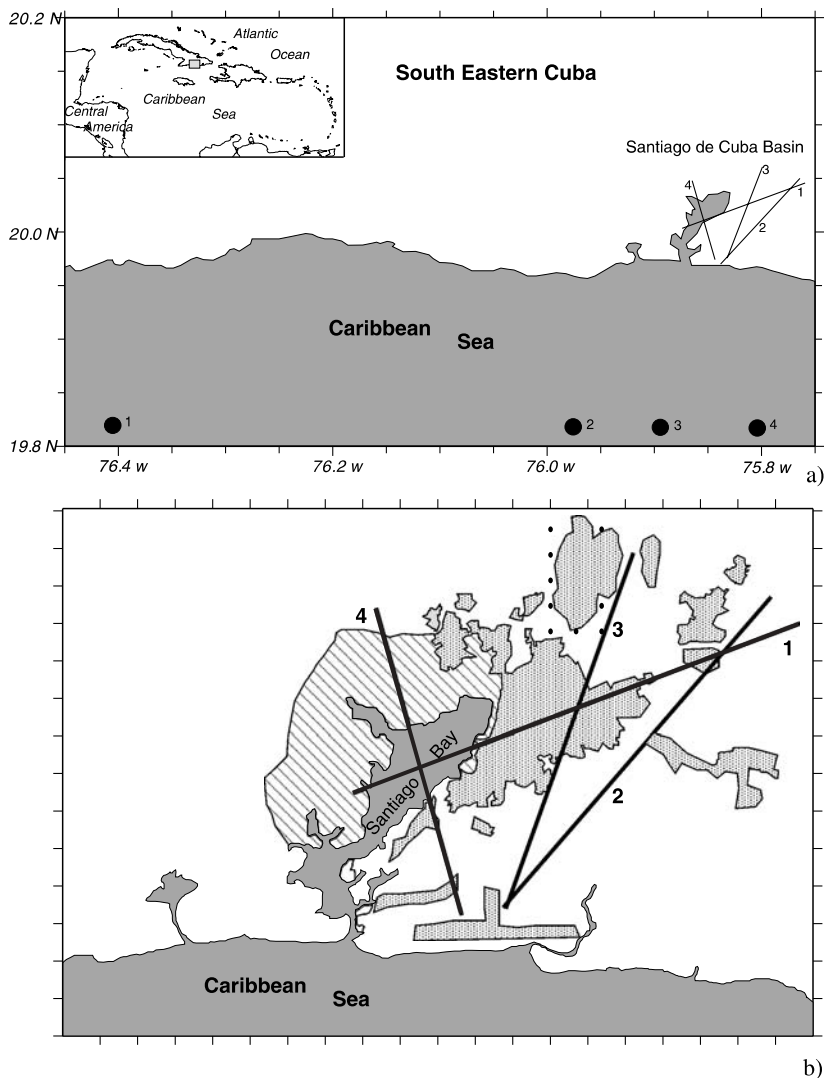 20.2 N
Atlantic
Ocean
South Eastern Cuba
Caribbean
Sea
Central
America
Santiago de Cuba Basin
3
4
1
2
20.0 N
Caribbean
Sea
1
2
3
4
19.8 N
76.4 w
76.2 w
76.0 w
75.8 w
a)
4
3
1
Santiago Bay
2
Caribbean
Sea
b)